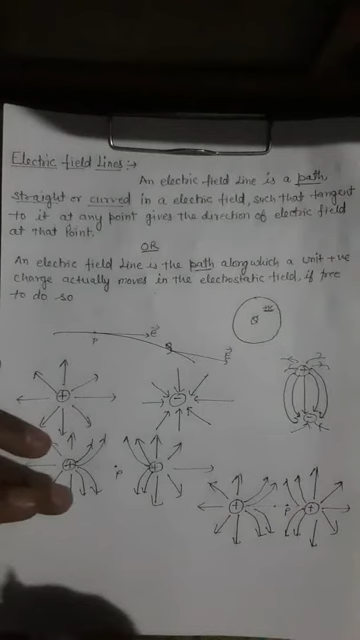 Electric field Lines :→
An electric field line is a path
straight or curved in a electric field, such that tangent
to it at any point gives the direction of electric field
at that point.
OR
An electric field line is the path along which a unit +ve
charge actually moves in the electrostatic field, if free
to do so
P E Q E
Q
+ - + -
+ P +
+ P +